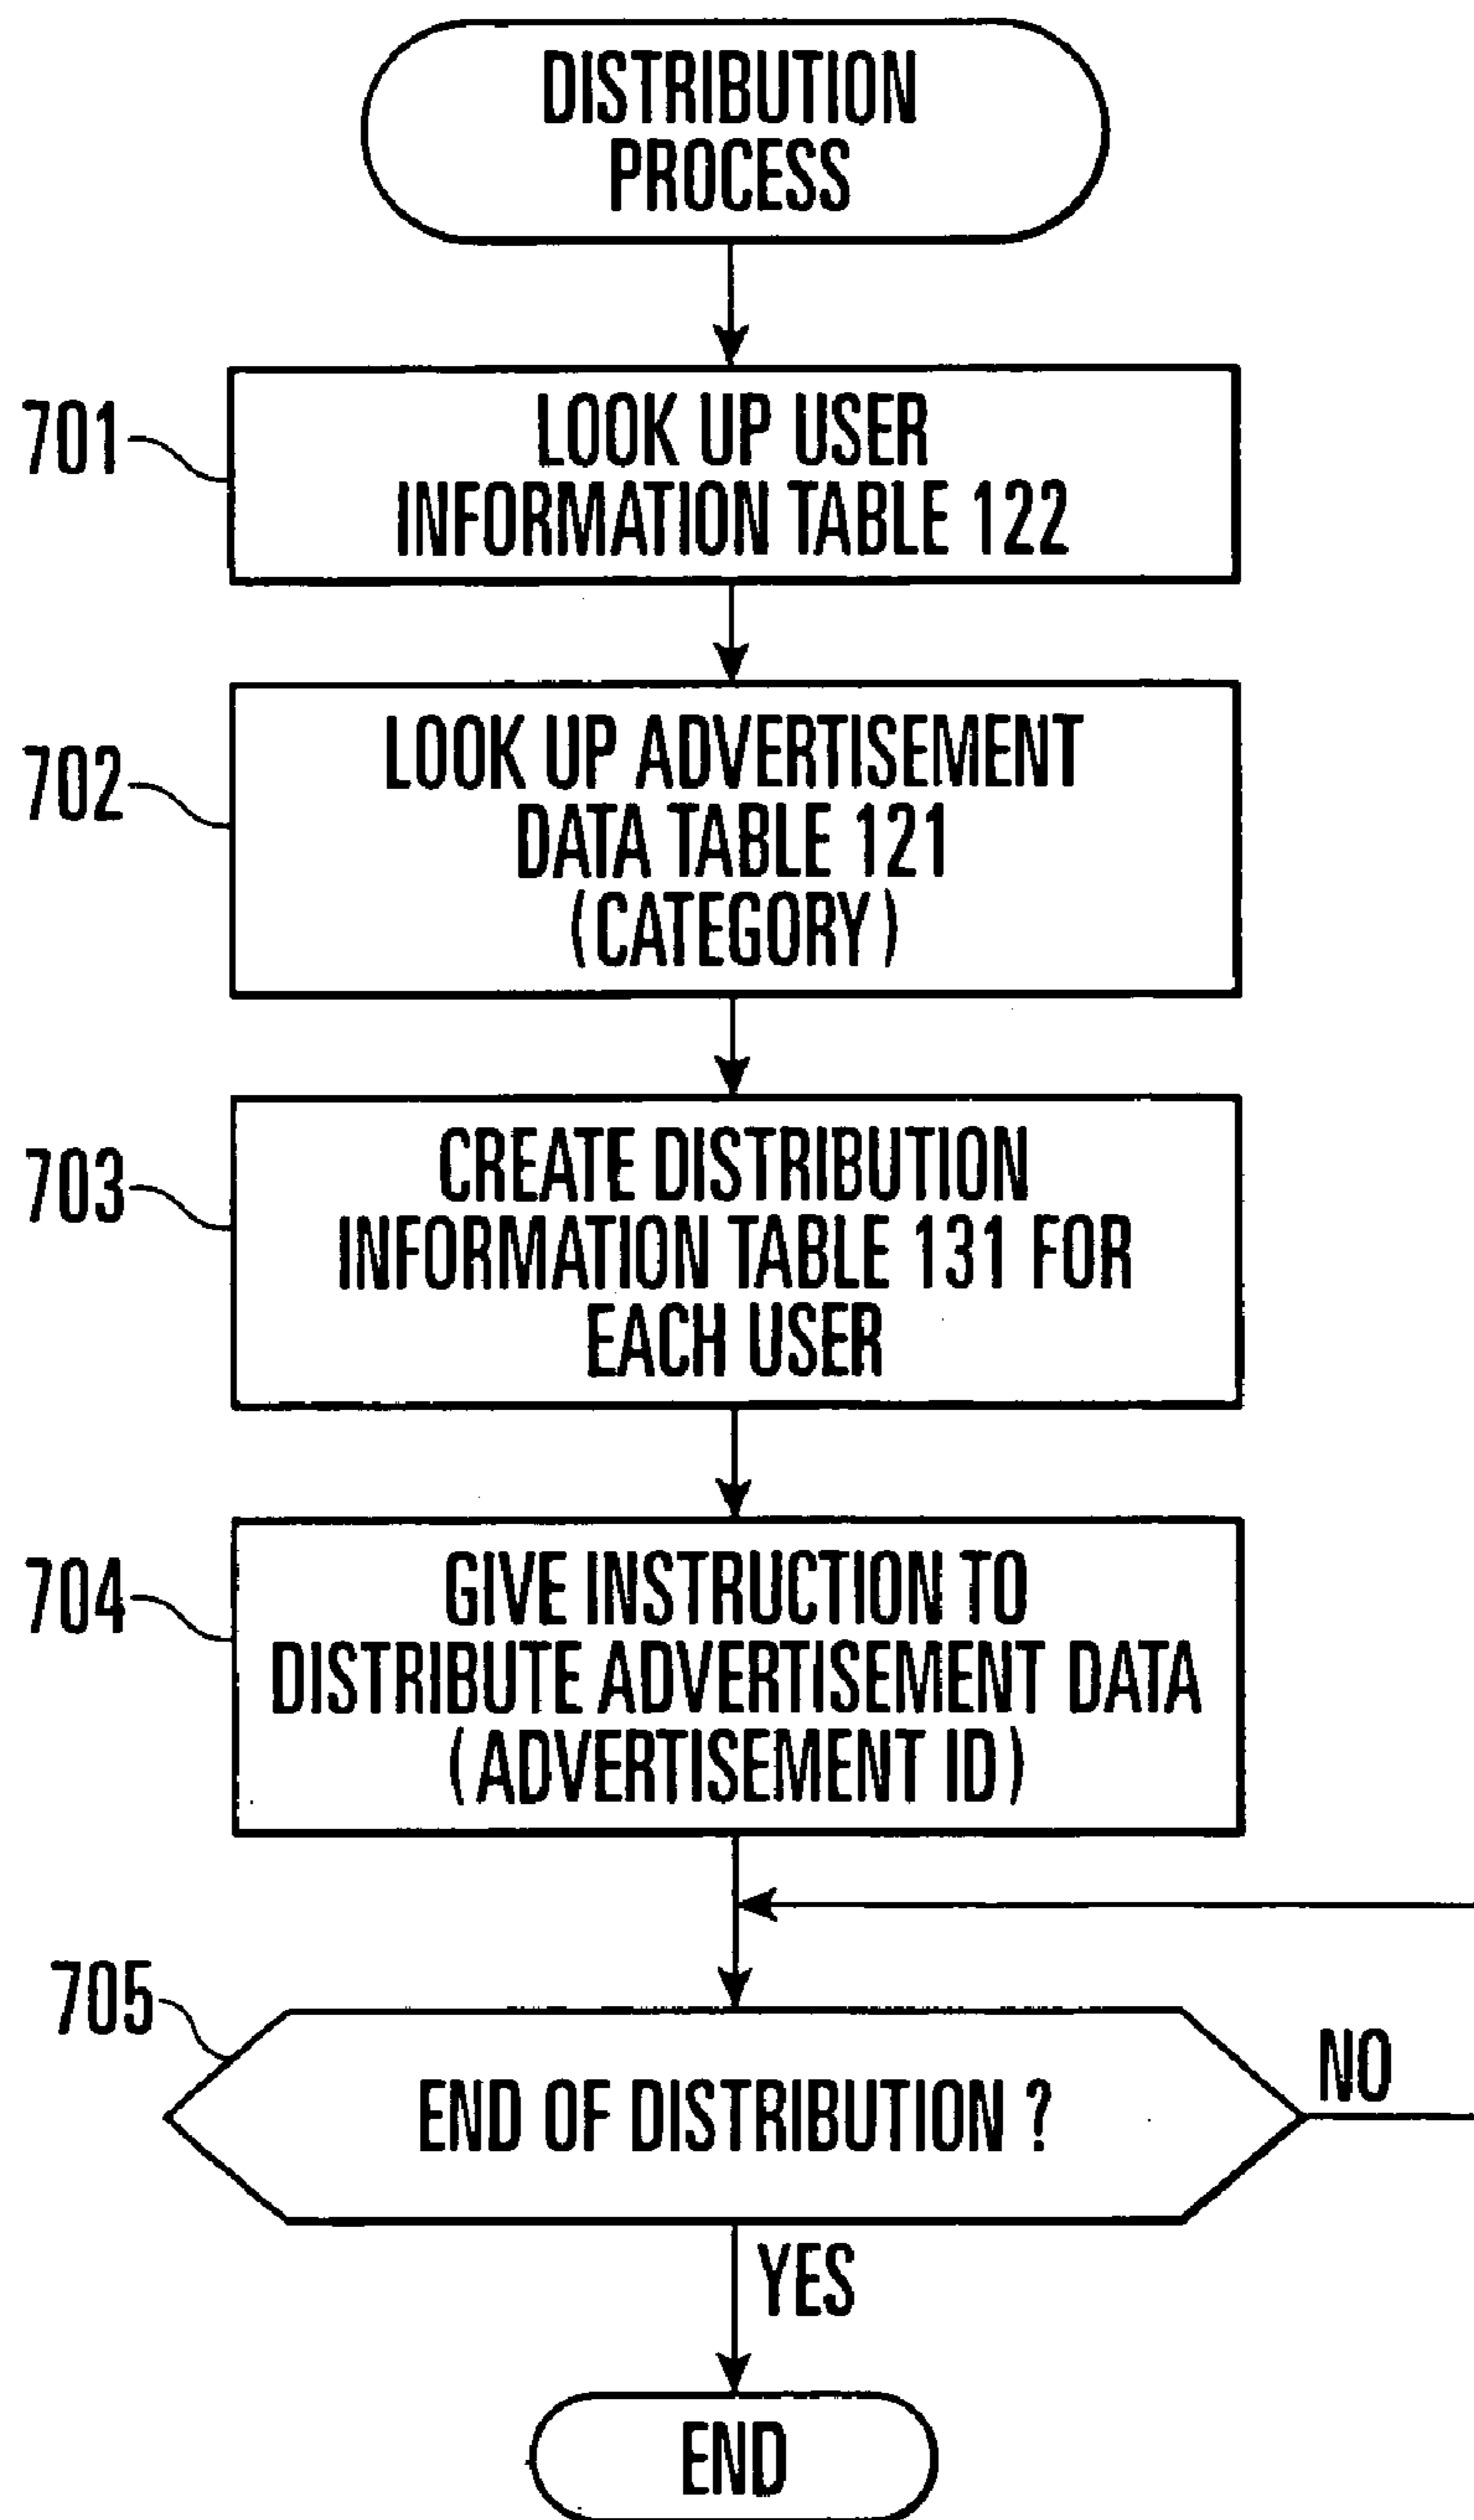 DISTRIBUTION
PROCESS
701
LOOK UP USER
INFORMATION TABLE 122
702
LOOK UP ADVERTISEMENT
DATA TABLE 121
(CATEGORY)
703
CREATE DISTRIBUTION
INFORMATION TABLE 131 FOR
EACH USER
704
GIVE INSTRUCTION TO
DISTRIBUTE ADVERTISEMENT DATA
(ADVERTISEMENT ID)
705
END OF DISTRIBUTION ?
NO
YES
END